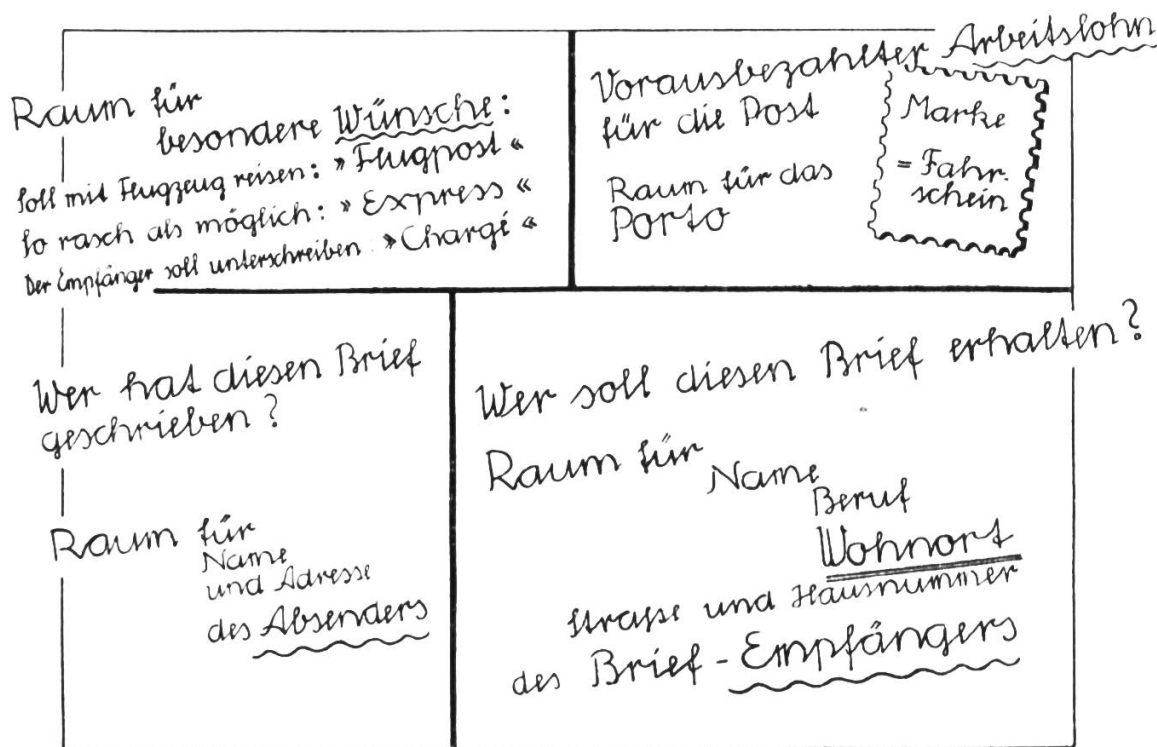 Raum für
besondere Wünsche:
Soll mit Flugzeug reisen: »Flugpost«
So rasch als möglich: »Express«
Der Empfänger soll unterschreiben. »Chargé«
Vorausbezahlter Arbeitslohn
für die Post
Raum für das
Porto
Marke
= Fahr-
schein
Wer hat diesen Brief
geschrieben?
Raum für
Name
und Adresse
des Absenders
Wer soll diesen Brief erhalten?
Raum für Name
Beruf
Wohnort
Straße und Hausnummer
des Brief-Empfängers